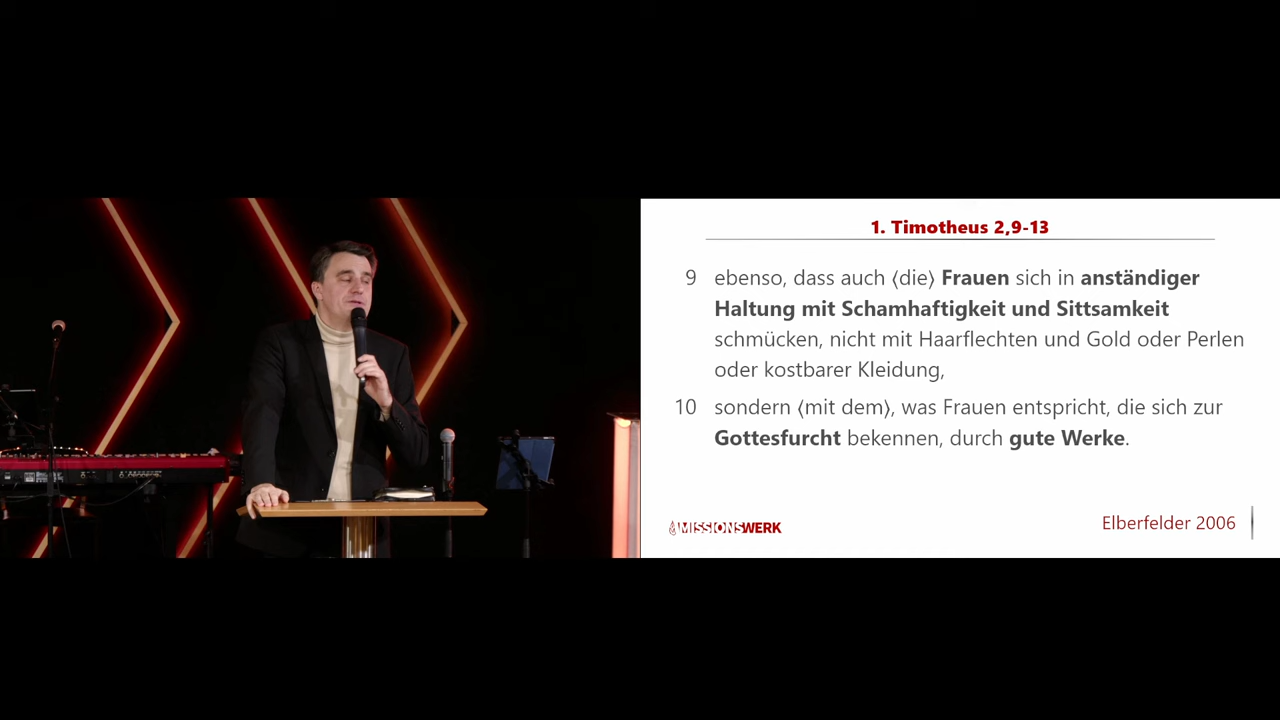 1. Timotheus 2,9-13
9 ebenso, dass auch ⟨die⟩ Frauen sich in anständiger
Haltung mit Schamhaftigkeit und Sittsamkeit
schmücken, nicht mit Haarflechten und Gold oder Perlen
oder kostbarer Kleidung,
10 sondern ⟨mit dem⟩, was Frauen entspricht, die sich zur
Gottesfurcht bekennen, durch gute Werke.
MISSIONSWERK
Elberfelder 2006